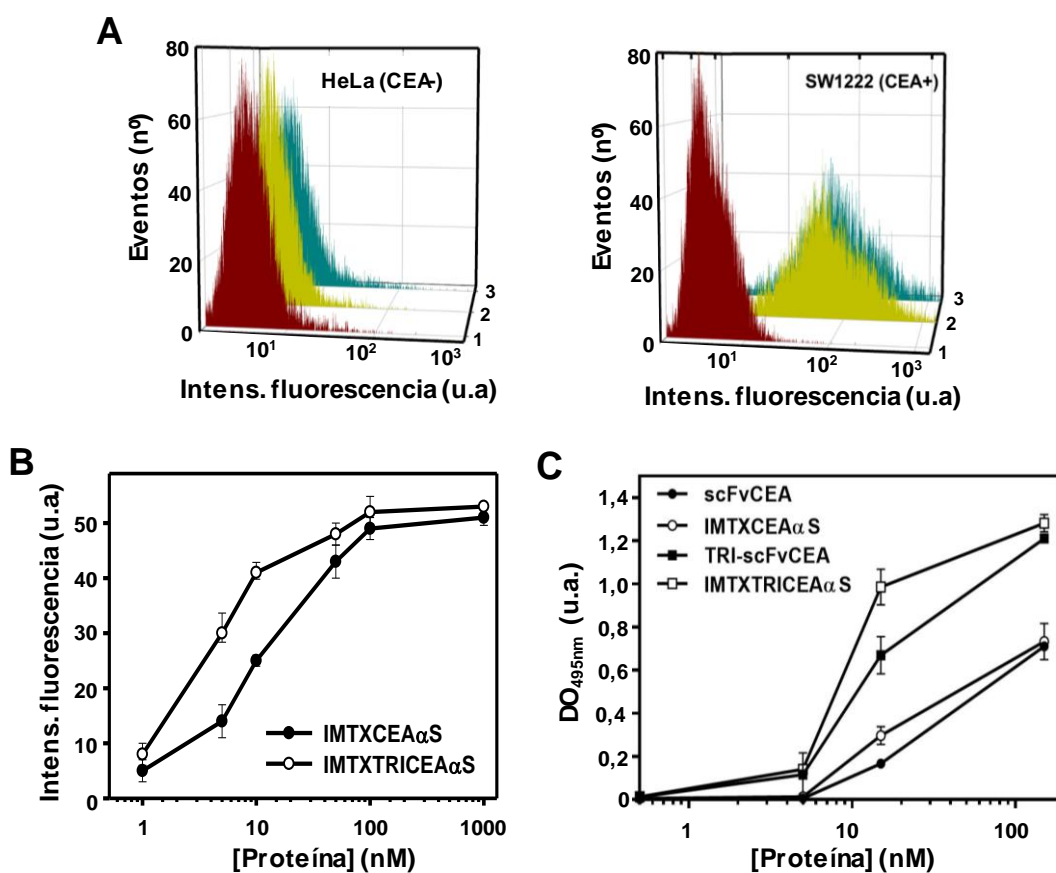 A
HeLa (CEA-)
Eventos (nº)
80
60
40
20
0
10¹
10²
10³
1
2
3
Intens. fluorescencia (u.a)
SW1222 (CEA+)
Eventos (nº)
80
60
40
20
0
10¹
10²
10³
1
2
3
Intens. fluorescencia (u.a)
B
Intens. fluorescencia (u.a.)
50
40
30
20
10
0
IMTXCEAαS
IMTXTRICEAαS
1
10
100
1000
[Proteína] (nM)
C
DO495nm (u.a.)
1,4
1,2
1,0
0,8
0,6
0,4
0,2
0
scFvCEA
IMTXCEAαS
TRI-scFvCEA
IMTXTRICEAαS
1
10
100
[Proteína] (nM)